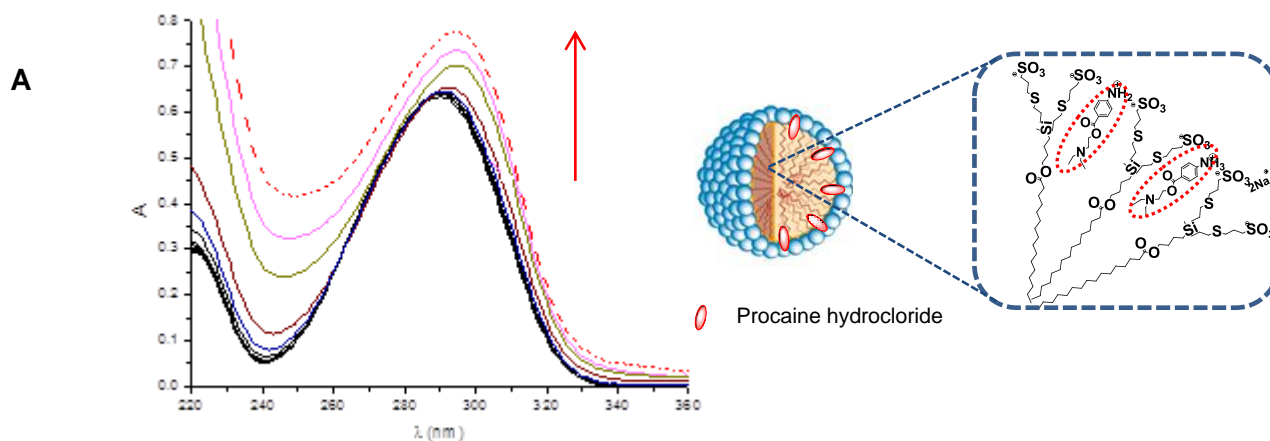 A
0.8
0.7
0.6
0.5
0.4
0.3
0.2
0.1
0.0
A
220
240
260
280
300
320
340
360
λ (nm)
Procaine hydrocloride
⊖SO3
⊖SO3
S
S
Si
NH2
⊕
O
O
N
⊖SO3
S
S
Si
⊖SO3
NH3
⊕
⊖SO3
2Na+
O
O
N
O
O
S
Si
S
⊖SO3
O
O
O
O